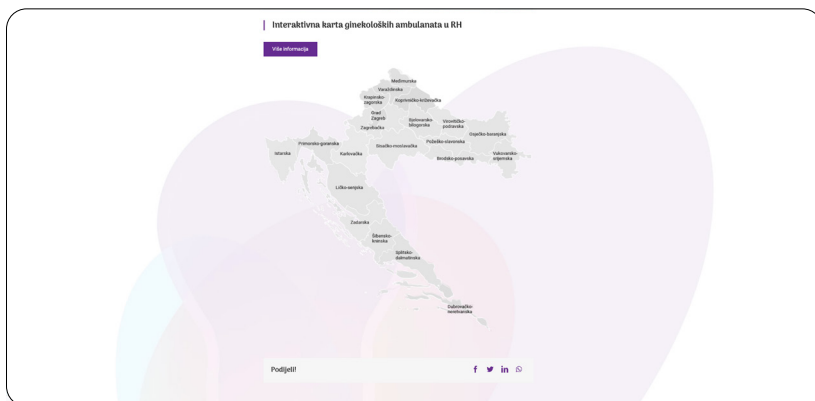 Interaktivna karta ginekoloških ambulanata u RH
Više informacija
Međimurska
Varaždinska
Krapinsko-
zagorska
Koprivničko-križevačka
Grad
Zagreb
Bjelovarsko-
bilogorska
Virovitičko-
podravska
Zagrebačka
Osječko-baranjska
Primorsko-goranska
Požeško-slavonska
Istarska
Karlovačka
Sisačko-moslavačka
Brodsko-posavska
Vukovarsko-
srijemska
Ličko-senjska
Zadarska
Šibensko-
kninska
Splitsko-
dalmatinska
Dubrovačko-
neretvanska
Podijeli!